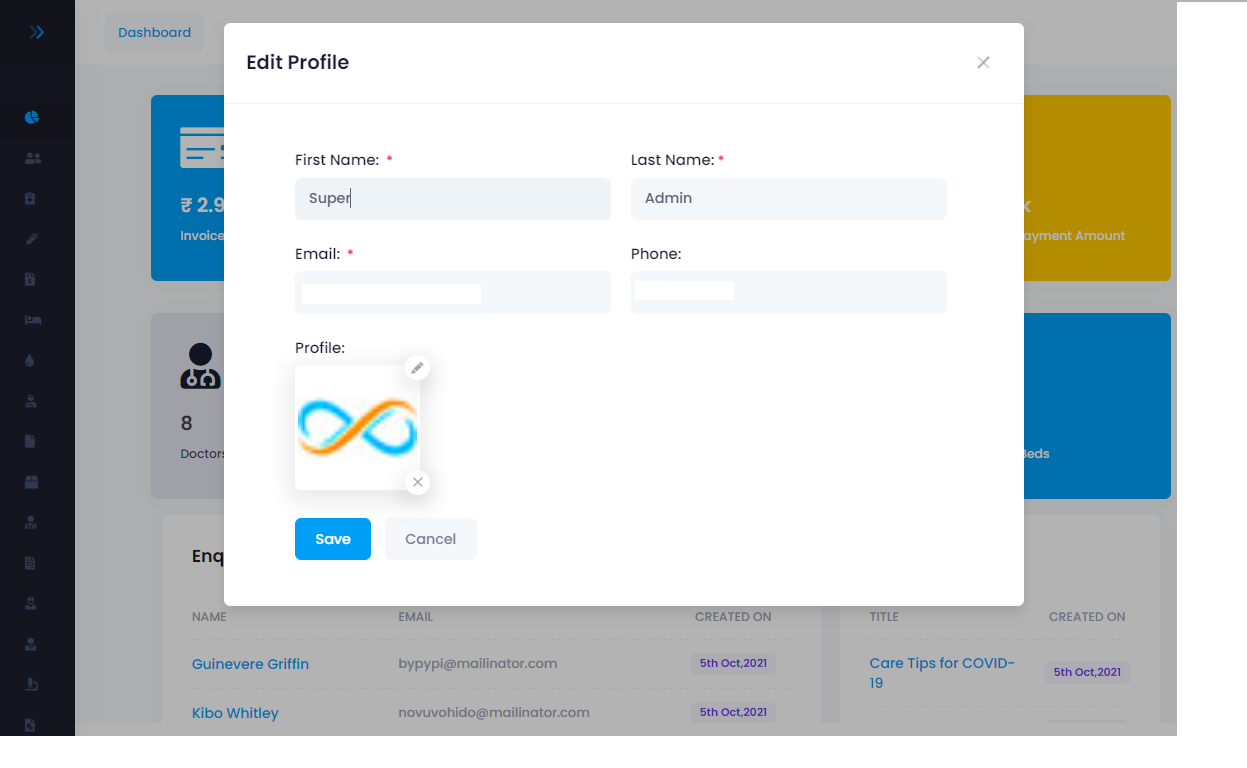 Dashboard
Edit Profile
First Name: *
Last Name: *
Super
Admin
₹ 2.9
Invoice
ayment Amount
Email: *
Phone:
Profile:
8
Doctors
Beds
Save
Cancel
Enq
NAME
EMAIL
CREATED ON
TITLE
CREATED ON
Guinevere Griffin
bypypi@mailinator.com
5th Oct,2021
Care Tips for COVID-
19
5th Oct,2021
Kibo Whitley
novuvohido@mailinator.com
5th Oct,2021